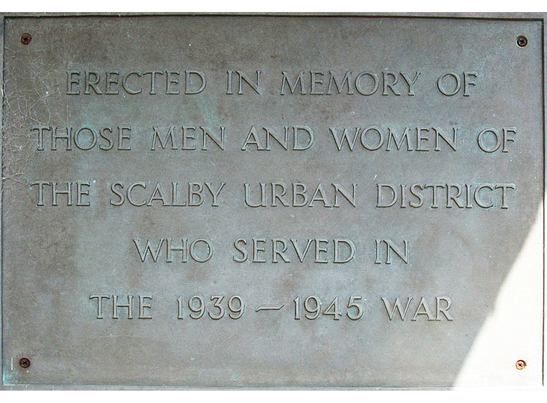 ERECTED IN MEMORY OF
THOSE MEN AND WOMEN OF
THE SCALBY URBAN DISTRICT
WHO SERVED IN
THE 1939 – 1945 WAR